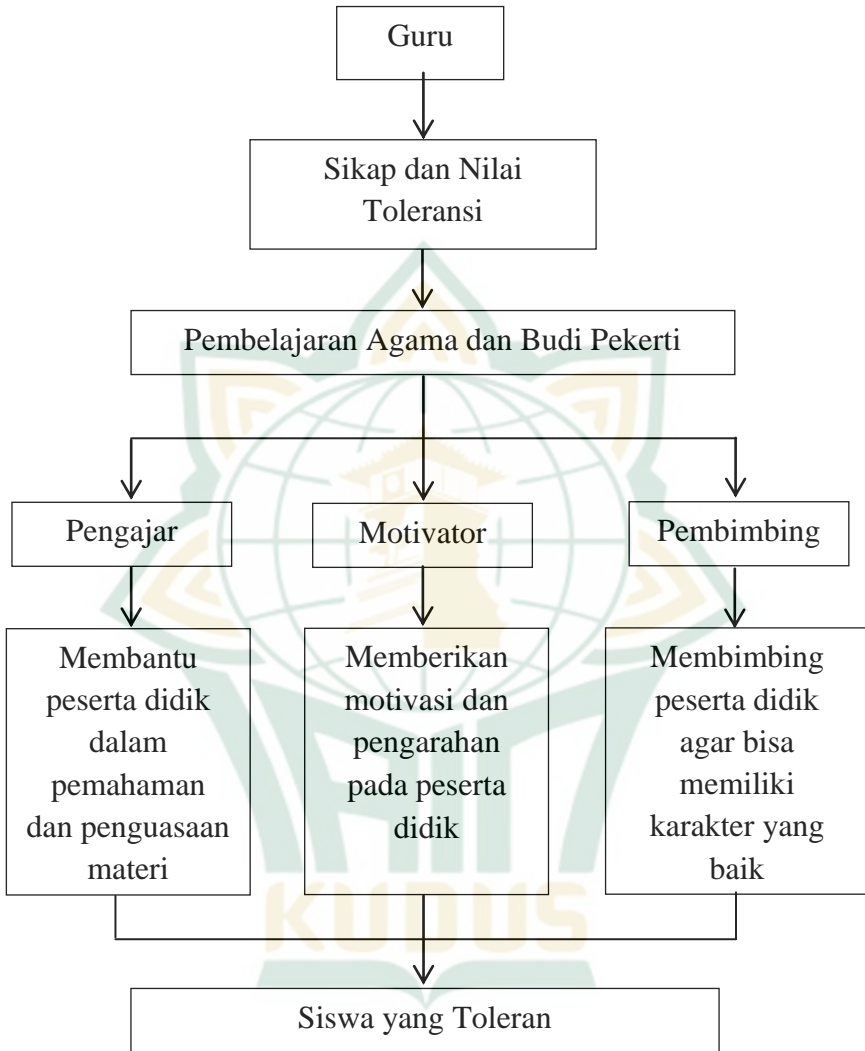 Guru
Sikap dan Nilai
Toleransi
Pembelajaran Agama dan Budi Pekerti
Pengajar
Motivator
Pembimbing
Membantu
peserta didik
dalam
pemahaman
dan penguasaan
materi
Memberikan
motivasi dan
pengarahan
pada peserta
didik
Membimbing
peserta didik
agar bisa
memiliki
karakter yang
baik
IAIN
KUDUS
Siswa yang Toleran